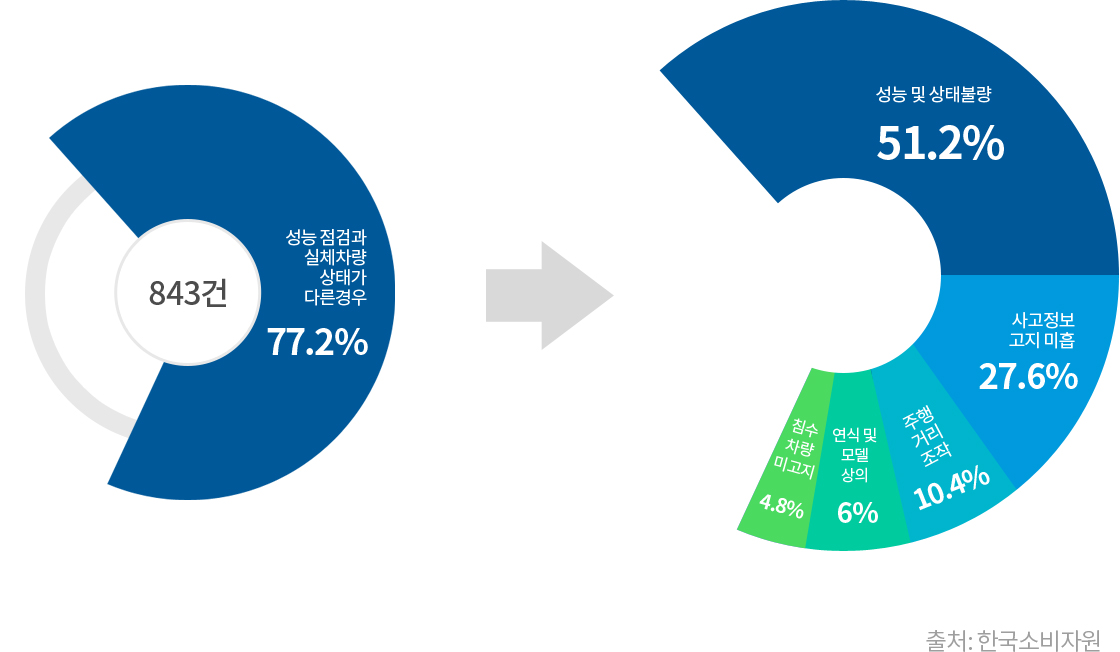 843건
성능 점검과
실체차량
상태가
다른경우
77.2%
성능 및 상태불량
51.2%
사고정보
고지 미흡
27.6%
주행
거리
조작
10.4%
연식 및
모델
상의
6%
침수
차량
미고지
4.8%
출처: 한국소비자원